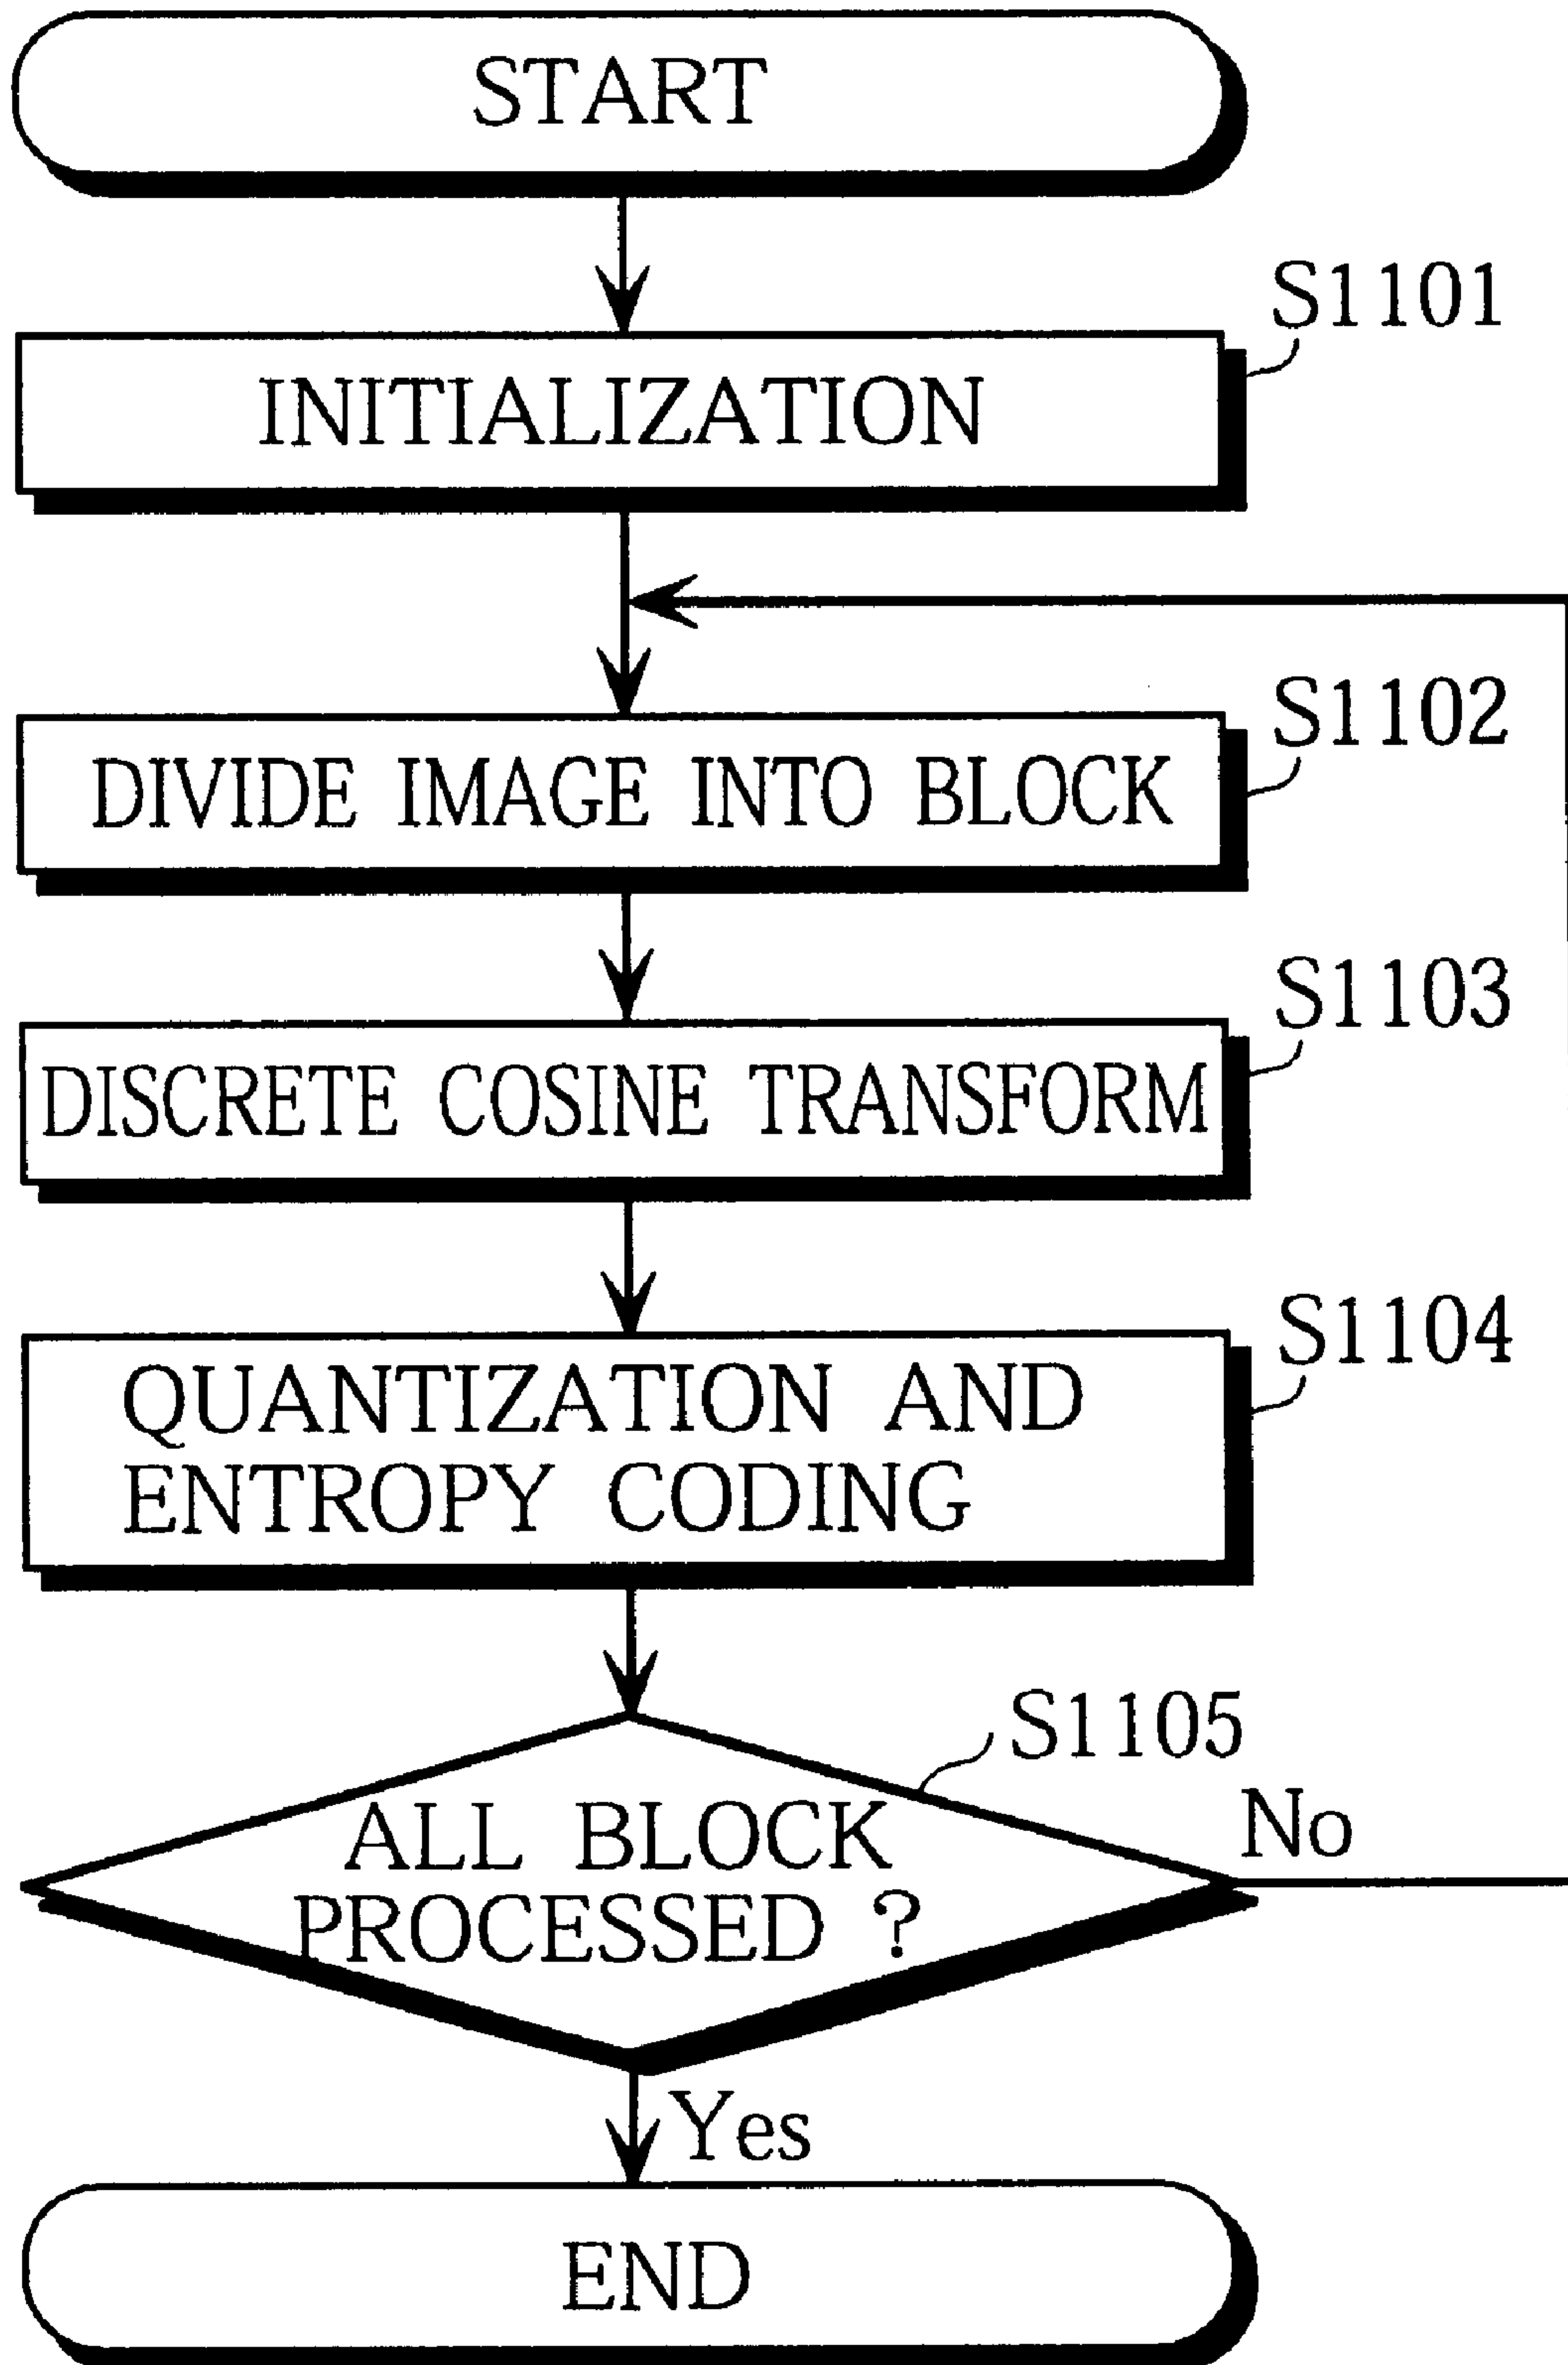 START
S1101
INITIALIZATION
S1102
DIVIDE IMAGE INTO BLOCK
S1103
DISCRETE COSINE TRANSFORM
S1104
QUANTIZATION AND
ENTROPY CODING
S1105
ALL BLOCK
PROCESSED ?
No
Yes
END